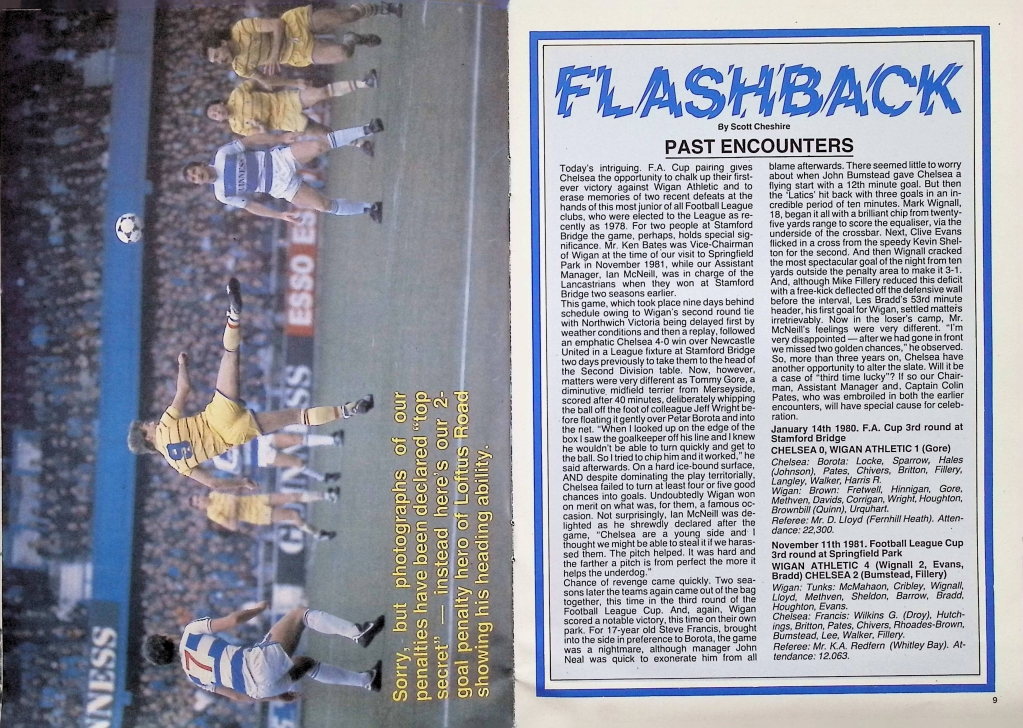 Sorry, but photographs of our
penalties have been declared "top
secret" — instead here's our 2-
goal penalty hero of Loftus Road
showing his heading ability.
ESSO ES
NNESS
GUINNESS
9
7
FLASHBACK
By Scott Cheshire
PAST ENCOUNTERS
Today's intriguing. F.A. Cup pairing gives
Chelsea the opportunity to chalk up their first-
ever victory against Wigan Athletic and to
erase memories of two recent defeats at the
hands of this most junior of all Football League
clubs, who were elected to the League as re-
cently as 1978. For two people at Stamford
Bridge the game, perhaps, holds special sig-
nificance. Mr. Ken Bates was Vice-Chairman
of Wigan at the time of our visit to Springfield
Park in November 1981, while our Assistant
Manager, Ian McNeill, was in charge of the
Lancastrians when they won at Stamford
Bridge two seasons earlier.
This game, which took place nine days behind
schedule owing to Wigan's second round tie
with Northwich Victoria being delayed first by
weather conditions and then a replay, followed
an emphatic Chelsea 4-0 win over Newcastle
United in a League fixture at Stamford Bridge
two days previously to take them to the head of
the Second Division table. Now, however,
matters were very different as Tommy Gore, a
diminutive, midfield terrier from Merseyside,
scored after 40 minutes, deliberately whipping
the ball off the foot of colleague Jeff Wright be-
fore floating it gently over Petar Borota and into
the net. "When I looked up on the edge of the
box I saw the goalkeeper off his line and I knew
he wouldn't be able to turn quickly and get to
the ball. So I tried to chip him and it worked," he
said afterwards. On a hard ice-bound surface,
AND despite dominating the play territorially,
Chelsea failed to turn at least four or five good
chances into goals. Undoubtedly Wigan won
on merit on what was, for them, a famous oc-
casion. Not surprisingly, Ian McNeill was de-
lighted as he shrewdly declared after the
game, "Chelsea are a young side and I
thought we might be able to steal it if we haras-
sed them. The pitch helped. It was hard and
the farther a pitch is from perfect the more it
helps the underdog."
Chance of revenge came quickly. Two sea-
sons later the teams again came out of the bag
together, this time in the third round of the
Football League Cup. And, again, Wigan
scored a notable victory, this time on their own
park. For 17-year old Steve Francis, brought
into the side in preference to Borota, the game
was a nightmare, although manager John
Neal was quick to exonerate him from all
blame afterwards. There seemed little to worry
about when John Bumstead gave Chelsea a
flying start with a 12th minute goal. But then
the 'Latics' hit back with three goals in an in-
credible period of ten minutes. Mark Wignall,
18, began it all with a brilliant chip from twenty-
five yards range to score the equaliser, via the
underside of the crossbar. Next, Clive Evans
flicked in a cross from the speedy Kevin Shel-
ton for the second. And then Wignall cracked
the most spectacular goal of the night from ten
yards outside the penalty area to make it 3-1.
And, although Mike Fillery reduced this deficit
with a free-kick deflected off the defensive wall
before the interval, Les Bradd's 53rd minute
header, his first goal for Wigan, settled matters
irretrievably. Now in the loser's camp, Mr.
McNeill's feelings were very different. "I'm
very disappointed — after we had gone in front
we missed two golden chances," he observed.
So, more than three years on, Chelsea have
another opportunity to alter the slate. Will it be
a case of "third time lucky"? If so our Chair-
man, Assistant Manager and, Captain Colin
Pates, who was embroiled in both the earlier
encounters, will have special cause for celeb-
ration.
January 14th 1980. F.A. Cup 3rd round at
Stamford Bridge
CHELSEA 0, WIGAN ATHLETIC 1 (Gore)
Chelsea: Borota: Locke, Sparrow, Hales
(Johnson), Pates, Chivers, Britton, Fillery,
Langley, Walker, Harris R.
Wigan: Brown: Fretwell, Hinnigan, Gore,
Methven, Davids, Corrigan, Wright, Houghton,
Brownbill (Quinn), Urquhart.
Referee: Mr. D. Lloyd (Fernhill Heath). Atten-
dance: 22,300.
November 11th 1981. Football League Cup
3rd round at Springfield Park
WIGAN ATHLETIC 4 (Wignall 2, Evans,
Bradd) CHELSEA 2 (Bumstead, Fillery)
Wigan: Tunks: McMahaon, Cribley, Wignall,
Lloyd, Methven, Sheldon, Barrow, Bradd,
Houghton, Evans.
Chelsea: Francis: Wilkins G. (Droy), Hutch-
ings, Britton, Pates, Chivers, Rhoades-Brown,
Bumstead, Lee, Walker, Fillery.
Referee: Mr. K.A. Redfern (Whitley Bay). At-
tendance: 12.063.
9